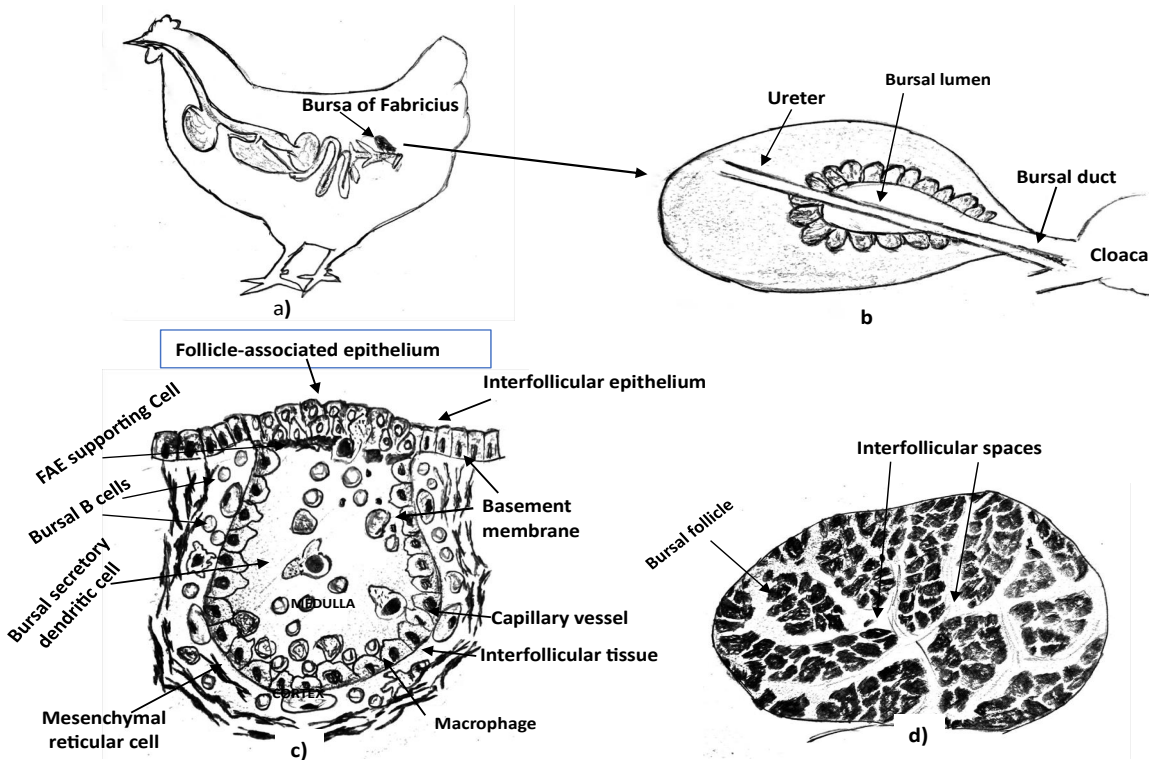 Bursa of Fabricius
a)
Ureter
Bursal lumen
Bursal duct
Cloaca
b
Follicle-associated epithelium
Interfollicular epithelium
FAE supporting Cell
Bursal B cells
Bursal secretory
dendritic cell
Basement
membrane
MEDULLA
Capillary vessel
Interfollicular tissue
CORTEX
Macrophage
Mesenchymal
reticular cell
c)
Interfollicular spaces
Bursal follicle
d)